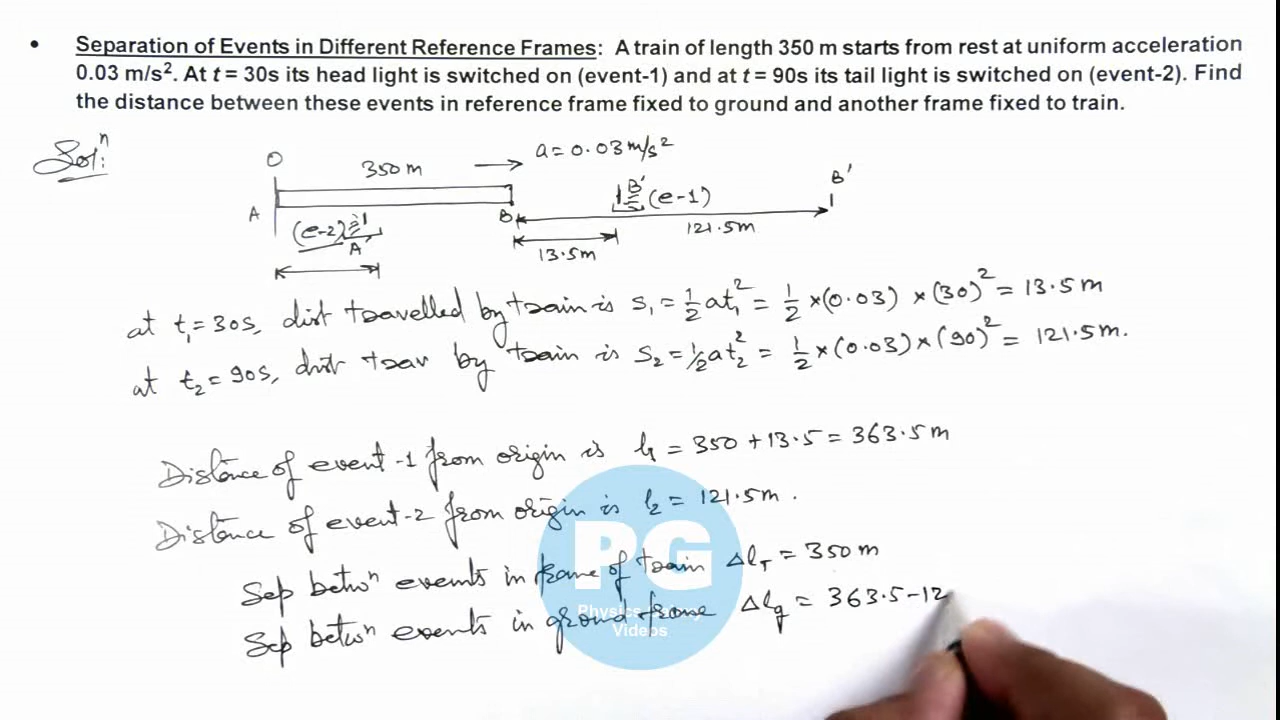 • Separation of Events in Different Reference Frames: A train of length 350 m starts from rest at uniform acceleration
0.03 m/s². At t = 30s its head light is switched on (event-1) and at t = 90s its tail light is switched on (event-2). Find
the distance between these events in reference frame fixed to ground and another frame fixed to train.
Solⁿ:
O
350 m
a = 0.03 m/s²
A
B
B' (e-1)
B'
(e-2)
A'
13.5m
121.5m
at t₁ = 30s, dist travelled by train is S₁ = ½at₁² = ½ × (0.03) × (30)² = 13.5 m
at t₂ = 90s, dist trav by train is S₂ = ½at₂² = ½ × (0.03) × (90)² = 121.5 m.
Distance of event-1 from origin is l₁ = 350 + 13.5 = 363.5 m
Distance of event-2 from origin is l₂ = 121.5 m.
Sep betwⁿ events in frame of train Δl_T = 350 m
Sep betwⁿ events in ground frame Δl_g = 363.5 - 12
PG
Physics
Videos